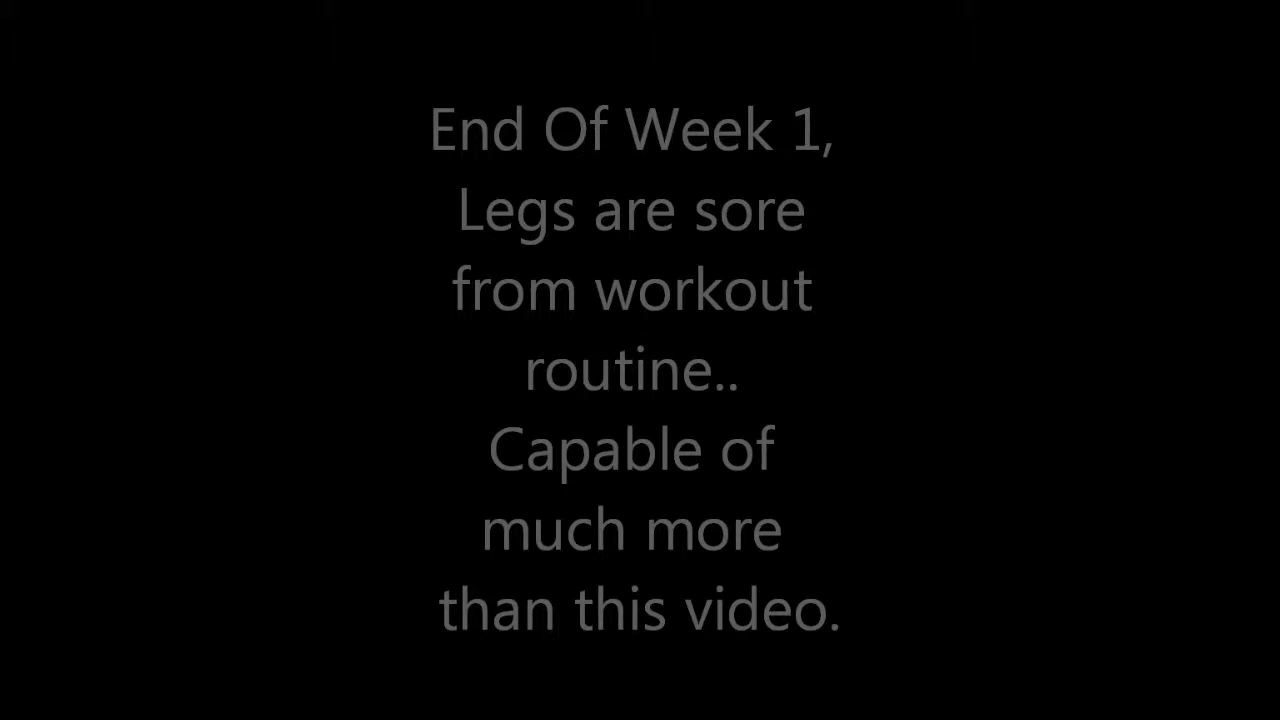 End Of Week 1,
Legs are sore
from workout
routine..
Capable of
much more
than this video.